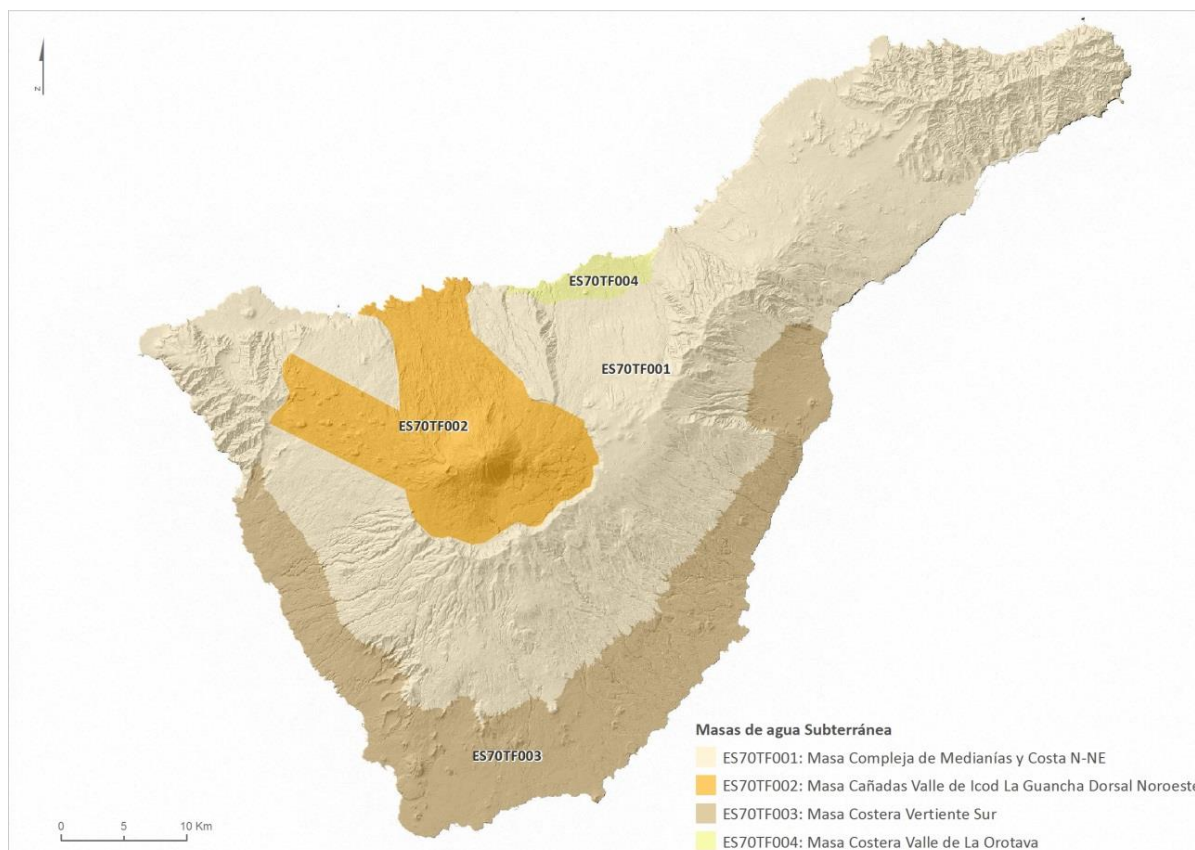 N
ES70TF004
ES70TF001
ES70TF002
ES70TF003
Masas de agua Subterránea
ES70TF001: Masa Compleja de Medianías y Costa N-NE
ES70TF002: Masa Cañadas Valle de Icod La Guancha Dorsal Noroeste
ES70TF003: Masa Costera Vertiente Sur
ES70TF004: Masa Costera Valle de La Orotava
0 5 10 Km